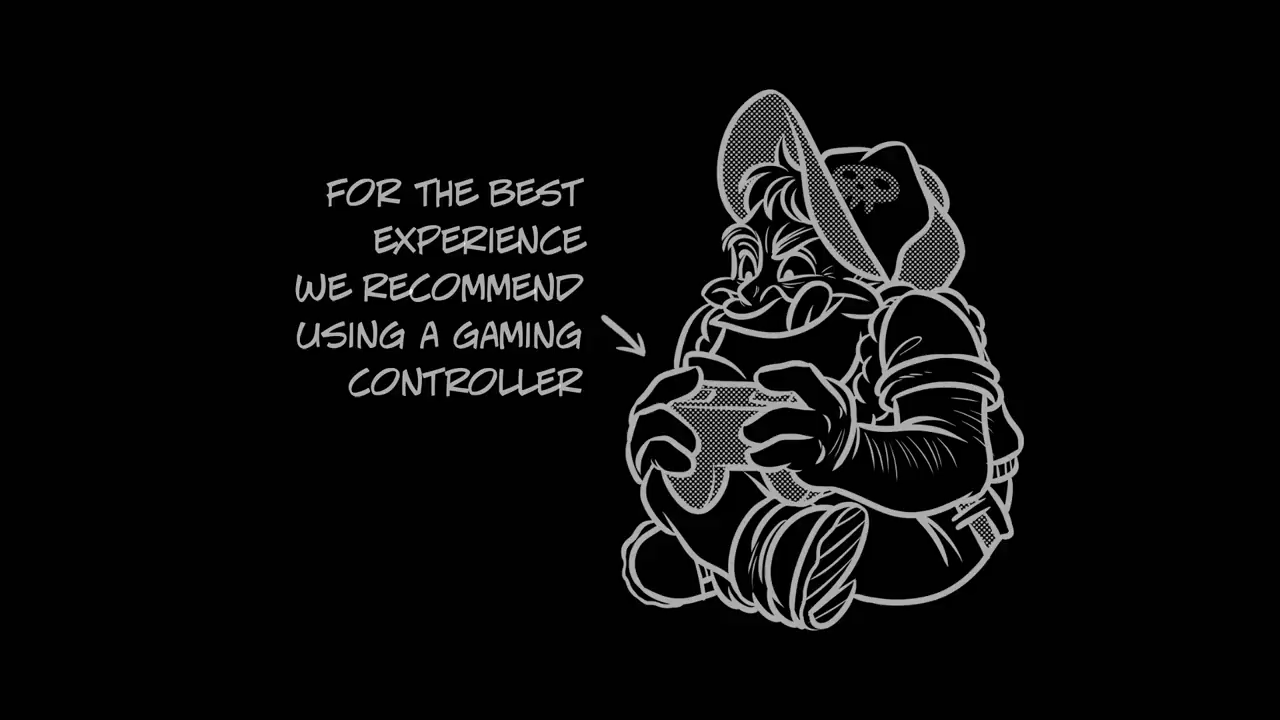 FOR THE BEST
EXPERIENCE
WE RECOMMEND
USING A GAMING
CONTROLLER